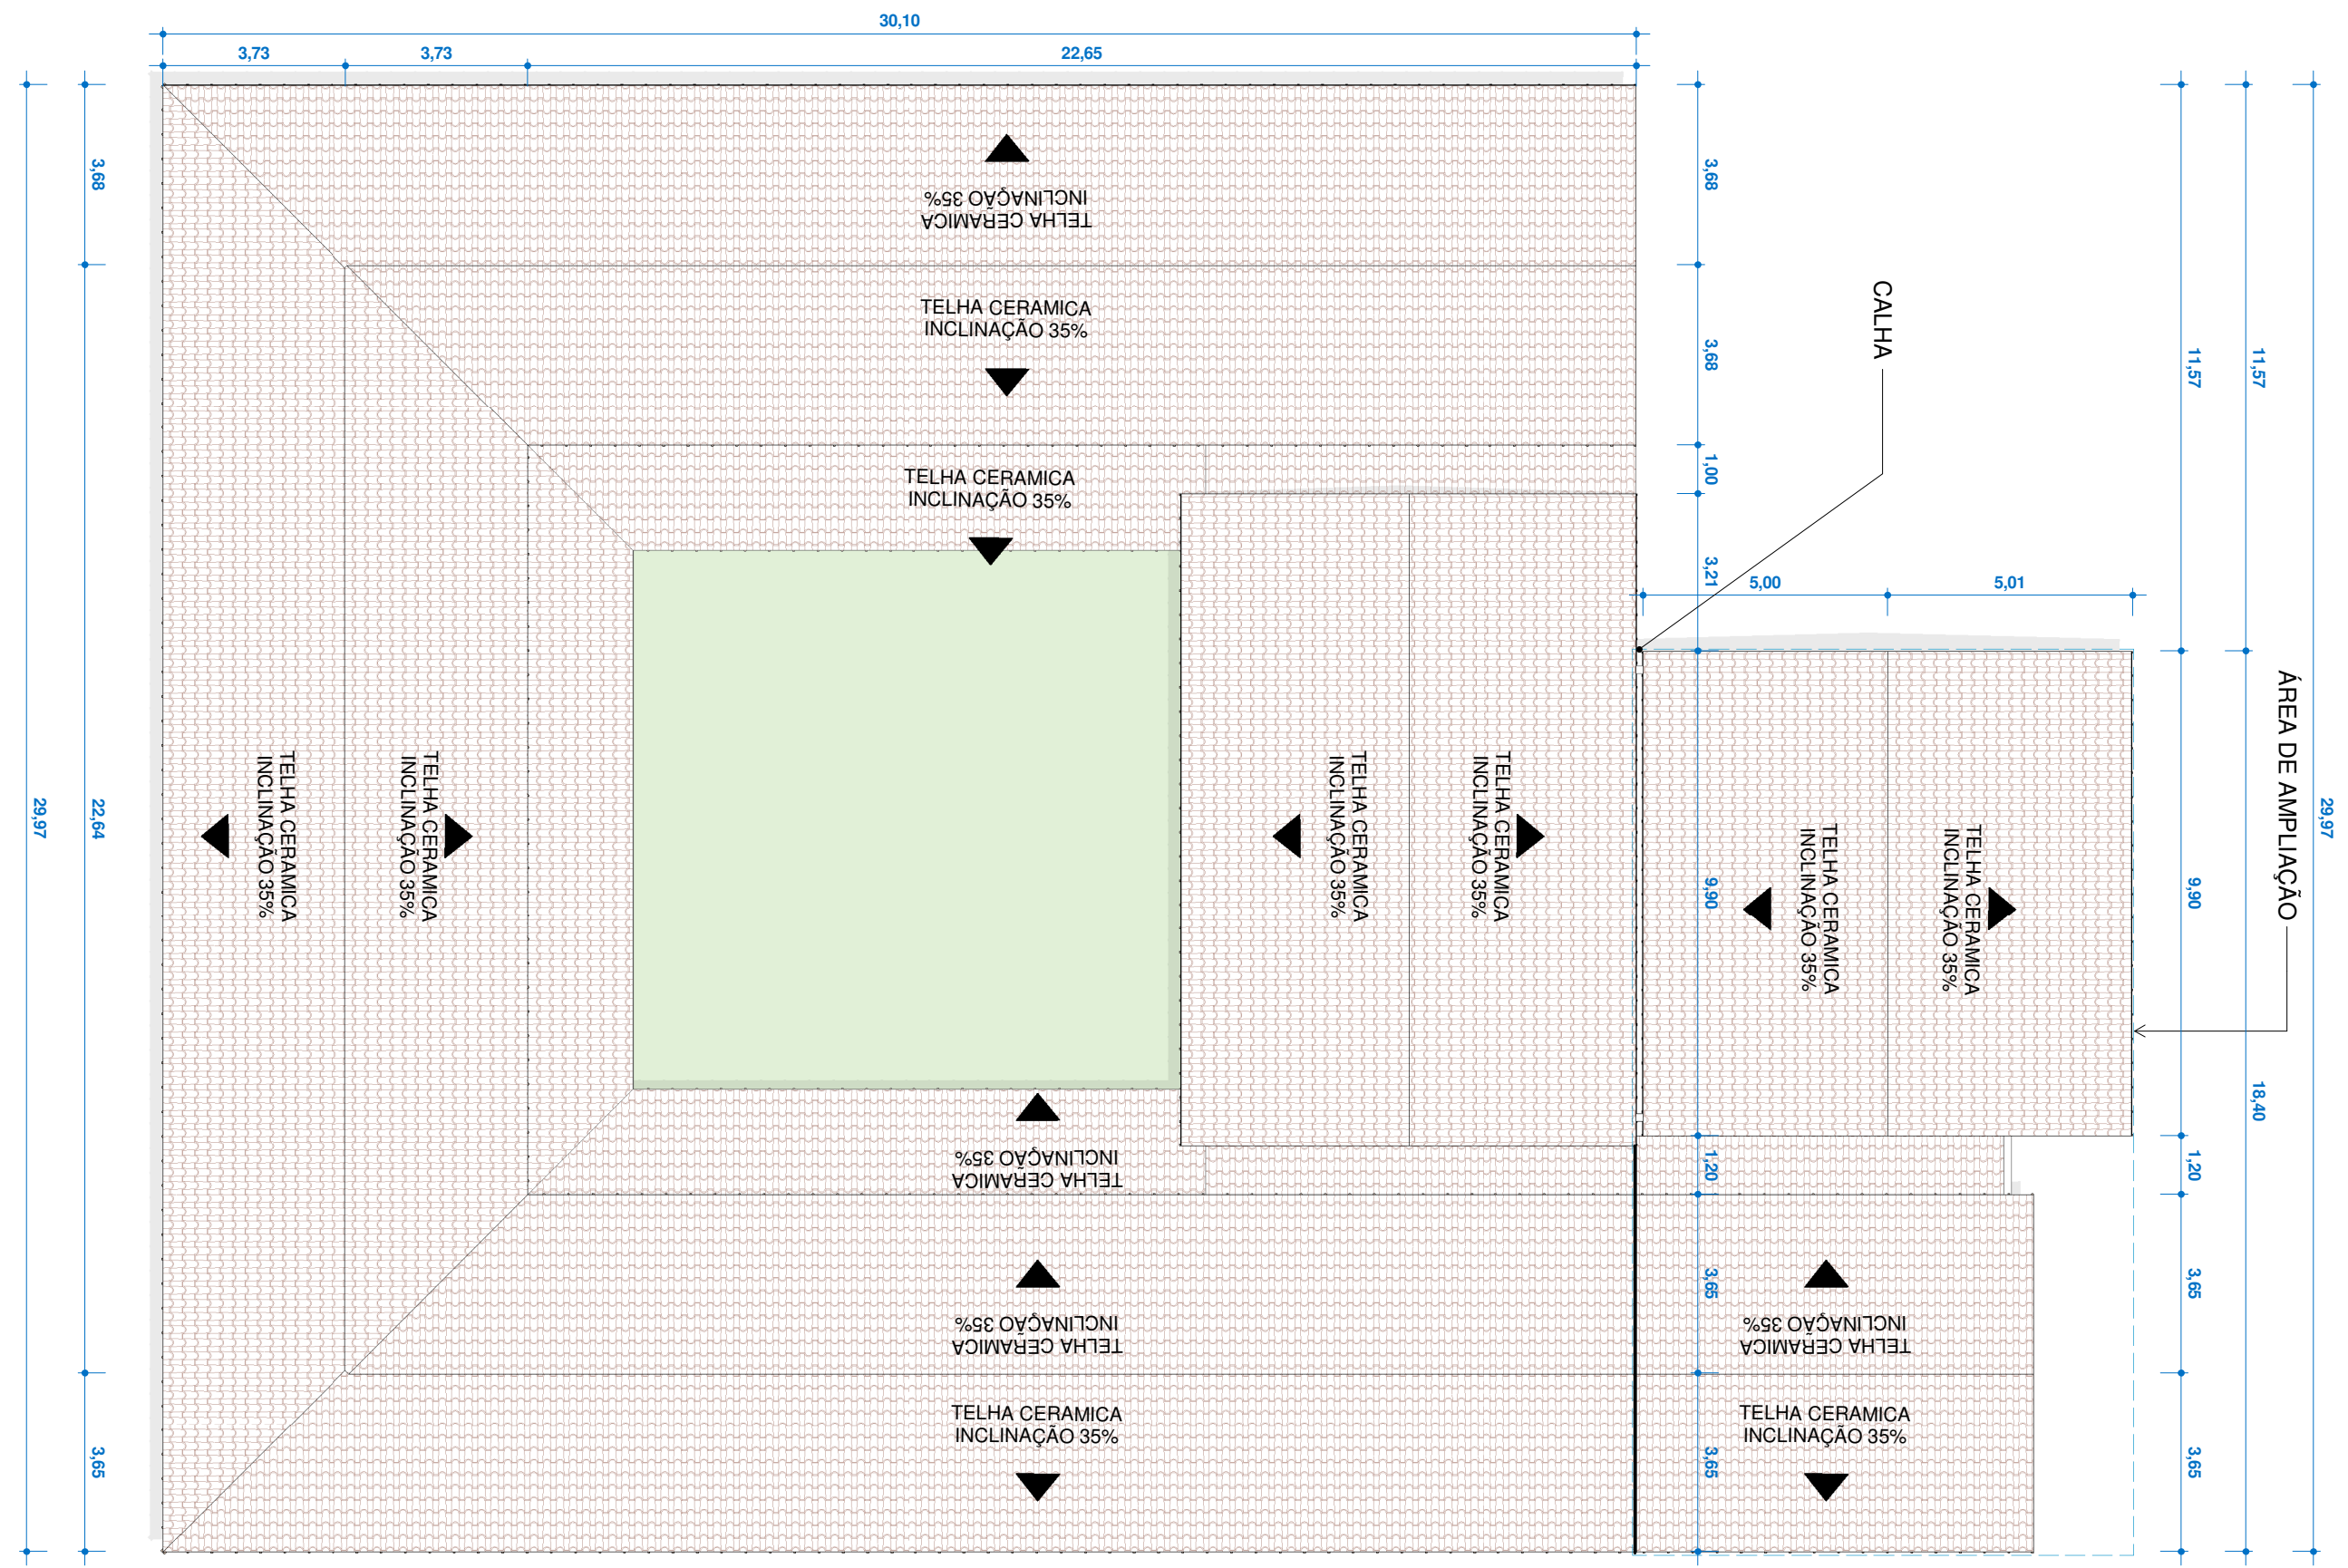 30,10
3,73
3,73
22,65
3,68
22,64
3,65
29,97
TELHA CERAMICA
INCLINAÇÃO 35%
TELHA CERAMICA
INCLINAÇÃO 35%
TELHA CERAMICA
INCLINAÇÃO 35%
TELHA CERAMICA
INCLINAÇÃO 35%
TELHA CERAMICA
INCLINAÇÃO 35%
TELHA CERAMICA
INCLINAÇÃO 35%
TELHA CERAMICA
INCLINAÇÃO 35%
TELHA CERAMICA
INCLINAÇÃO 35%
TELHA CERAMICA
INCLINAÇÃO 35%
TELHA CERAMICA
INCLINAÇÃO 35%
3,68
3,68
1,00
3,21
9,90
1,20
3,65
3,65
CALHA
5,00
5,01
TELHA CERAMICA
INCLINAÇÃO 35%
TELHA CERAMICA
INCLINAÇÃO 35%
TELHA CERAMICA
INCLINAÇÃO 35%
TELHA CERAMICA
INCLINAÇÃO 35%
11,57
9,90
1,20
3,65
3,65
11,57
18,40
ÁREA DE AMPLIAÇÃO
29,97